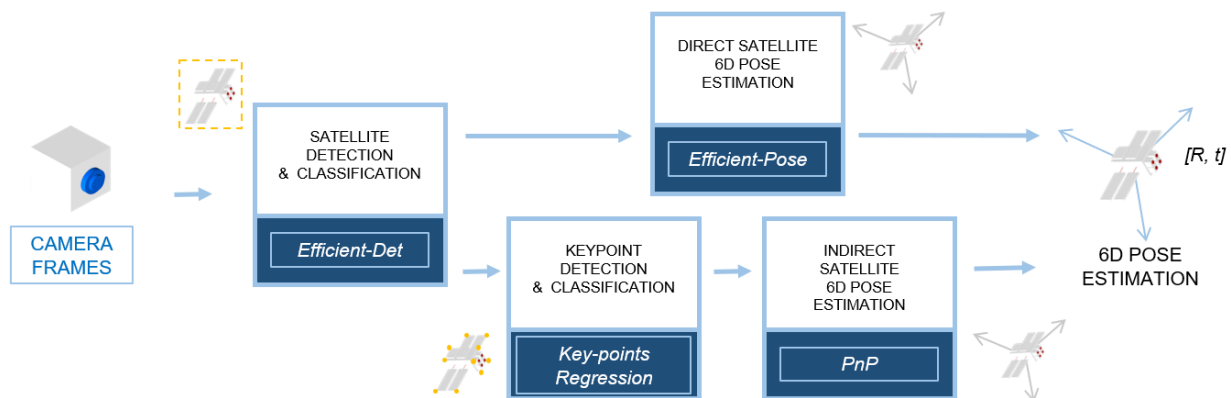 CAMERA
FRAMES
SATELLITE
DETECTION
& CLASSIFICATION
Efficient-Det
DIRECT SATELLITE
6D POSE
ESTIMATION
Efficient-Pose
KEYPOINT
DETECTION
& CLASSIFICATION
Key-points
Regression
INDIRECT
SATELLITE
6D POSE
ESTIMATION
PnP
[R, t]
6D POSE
ESTIMATION